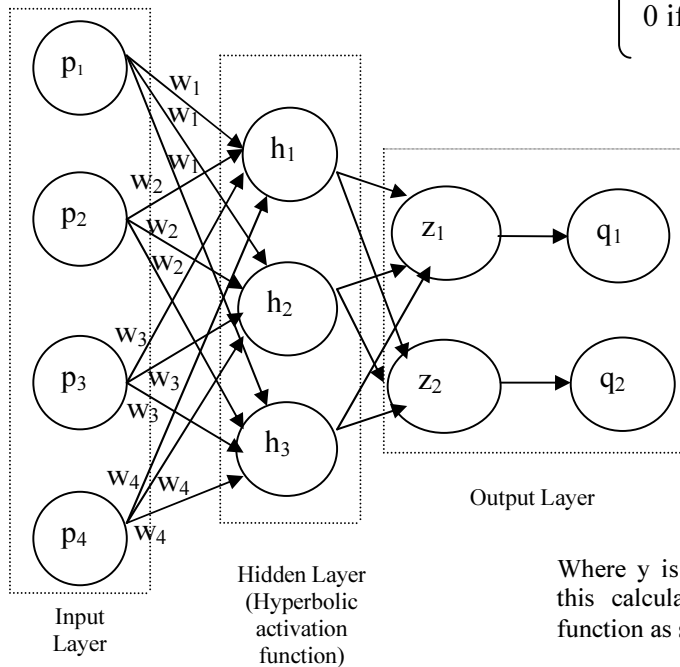 0 if
p₁
w₁
w₁
w₁
h₁
p₂
w₂
w₂
w₂
z₁
q₁
h₂
w₃
w₃
w₃
p₃
z₂
q₂
h₃
w₄
w₄
w₄
p₄
Output Layer
Input
Layer
Hidden Layer
(Hyperbolic
activation
function)
Where y is
this calcula
function as s